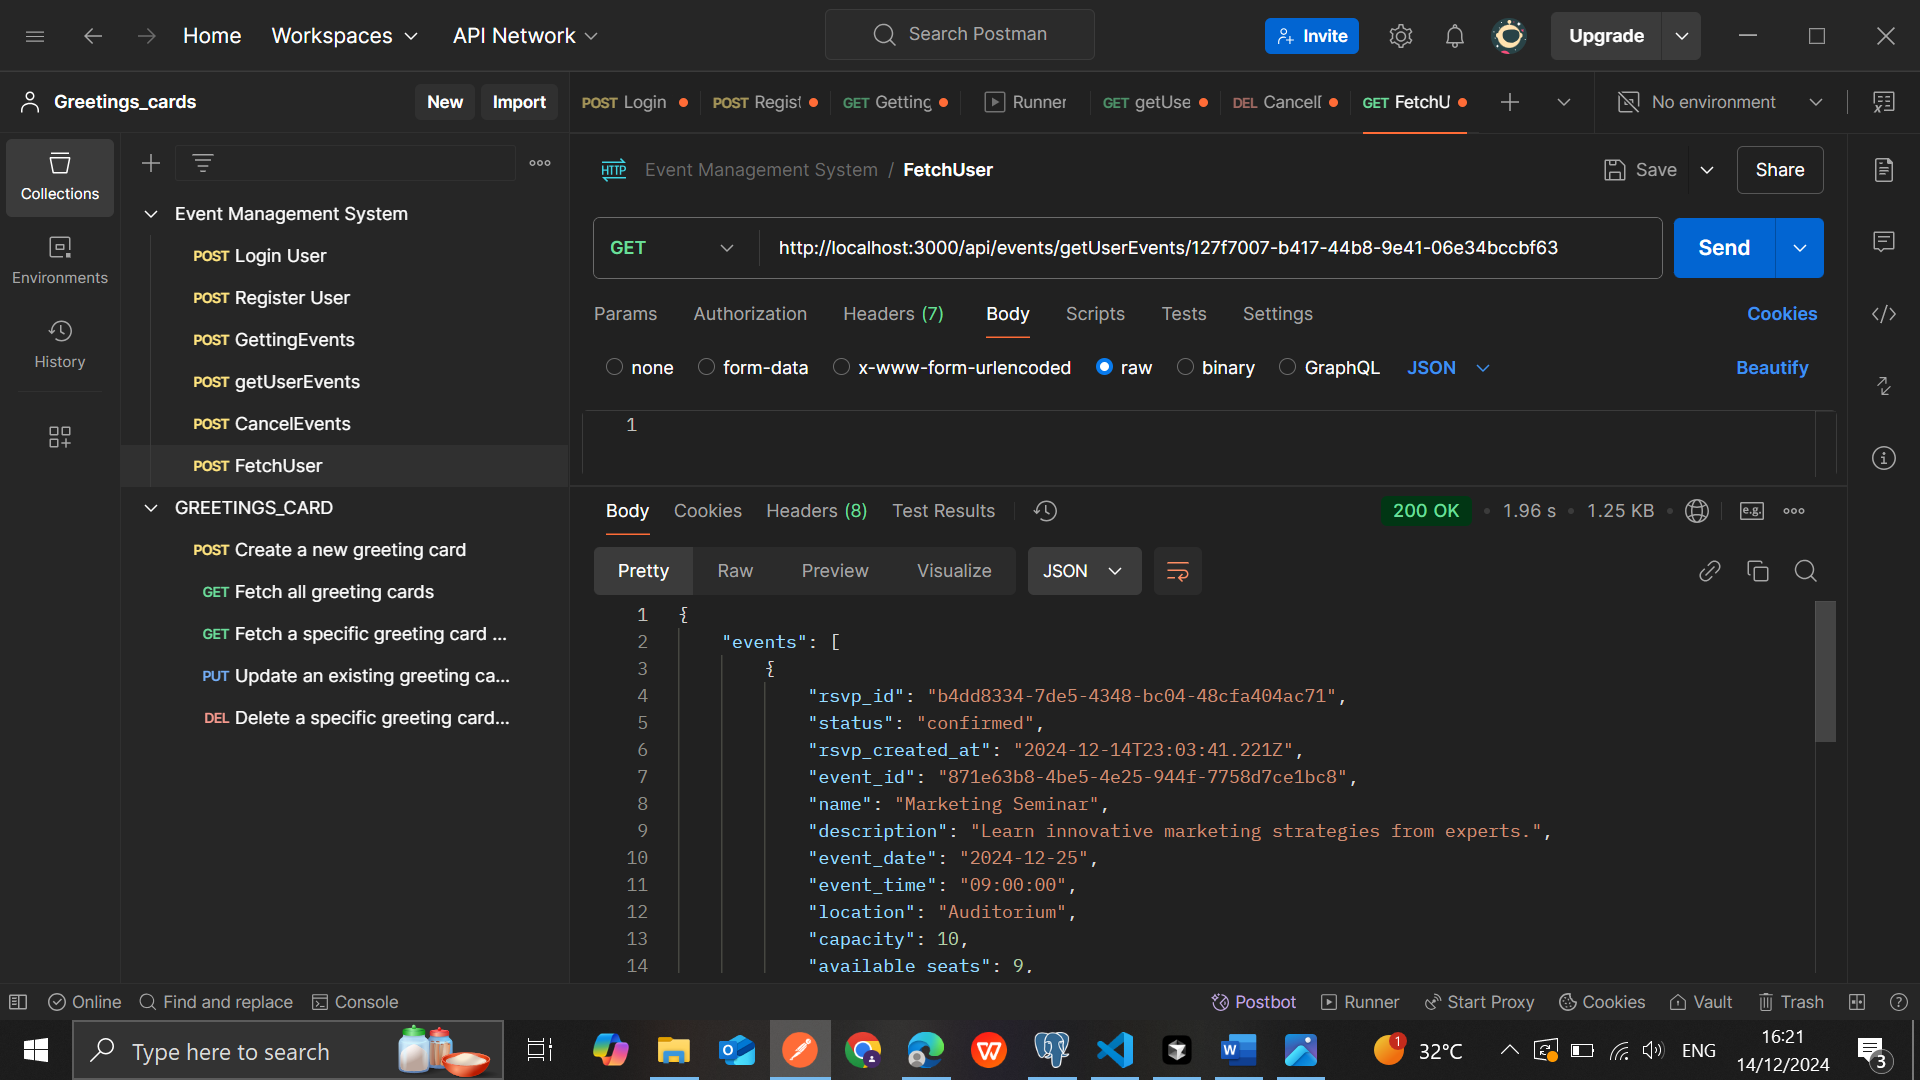 Home Workspaces API Network Search Postman Invite Upgrade
Greetings_cards New Import POST Login POST Regist GET Getting Runner GET getUse DEL Cancel GET FetchU No environment
Collections
Environments
History
Event Management System
POST Login User
POST Register User
POST GettingEvents
POST getUserEvents
POST CancelEvents
POST FetchUser
GREETINGS_CARD
POST Create a new greeting card
GET Fetch all greeting cards
GET Fetch a specific greeting card ...
PUT Update an existing greeting ca...
DEL Delete a specific greeting card...
HTTP Event Management System / FetchUser Save Share
GET http://localhost:3000/api/events/getUserEvents/127f7007-b417-44b8-9e41-06e34bccbf63 Send
Params Authorization Headers (7) Body Scripts Tests Settings Cookies
none form-data x-www-form-urlencoded raw binary GraphQL JSON Beautify
1
Body Cookies Headers (8) Test Results 200 OK • 1.96 s • 1.25 KB • e.g.
Pretty Raw Preview Visualize JSON
1 {
2 "events": [
3 {
4 "rsvp_id": "b4dd8334-7de5-4348-bc04-48cfa404ac71",
5 "status": "confirmed",
6 "rsvp_created_at": "2024-12-14T23:03:41.221Z",
7 "event_id": "871e63b8-4be5-4e25-944f-7758d7ce1bc8",
8 "name": "Marketing Seminar",
9 "description": "Learn innovative marketing strategies from experts.",
10 "event_date": "2024-12-25",
11 "event_time": "09:00:00",
12 "location": "Auditorium",
13 "capacity": 10,
14 "available_seats": 9,
Online Find and replace Console Postbot Runner Start Proxy Cookies Vault Trash
Type here to search 1 32°C ENG 16:21
14/12/2024 3